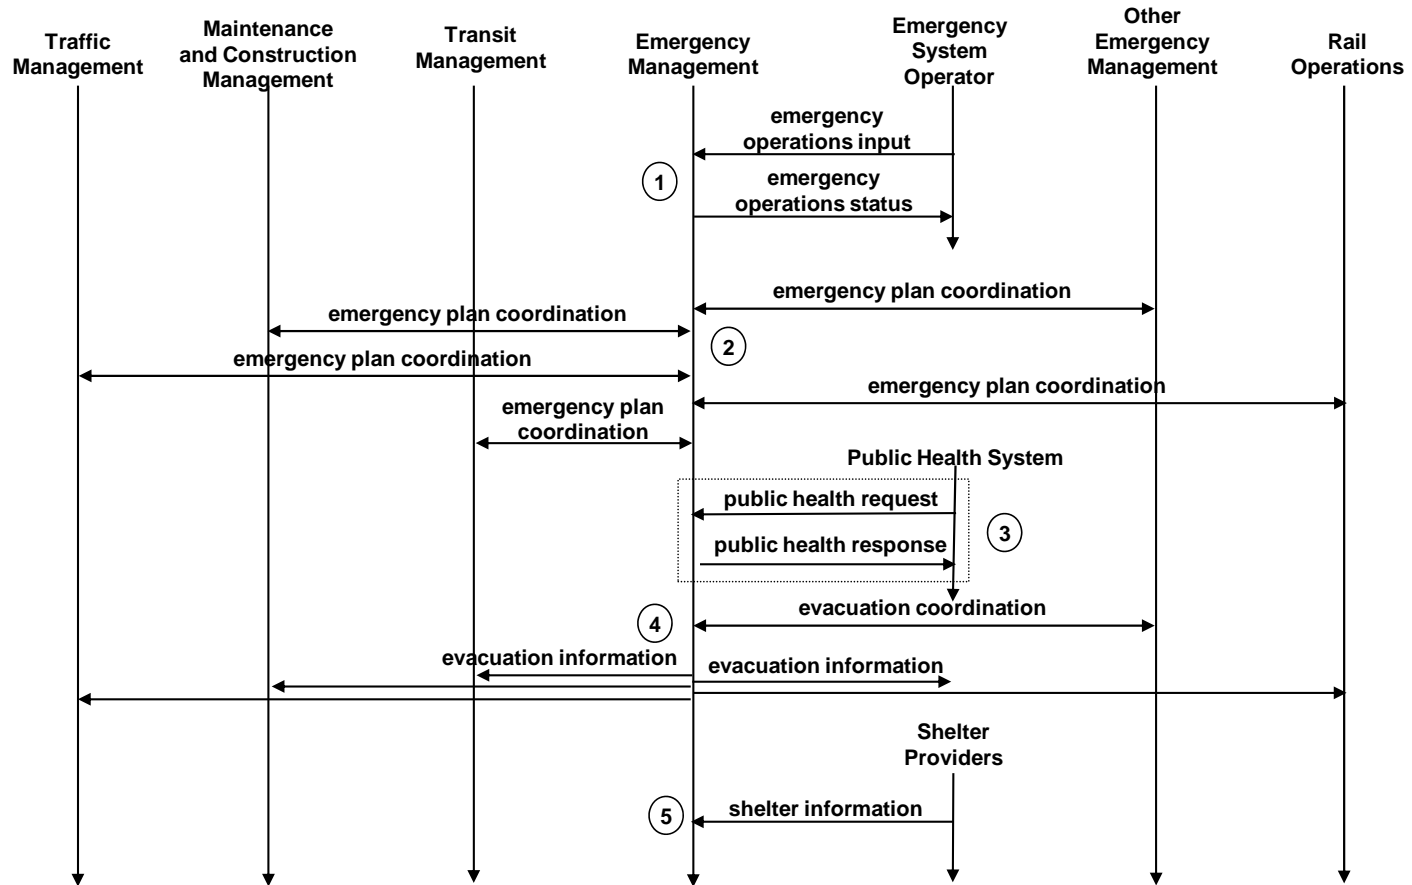 Traffic
Management
Maintenance
and Construction
Management
Transit
Management
Emergency
Management
Emergency
System
Operator
Other
Emergency
Management
Rail
Operations
emergency
operations input
1
emergency
operations status
emergency plan coordination
emergency plan coordination
2
emergency plan coordination
emergency plan coordination
emergency plan
coordination
Public Health System
public health request
3
public health response
evacuation coordination
4
evacuation information
evacuation information
Shelter
Providers
5
shelter information